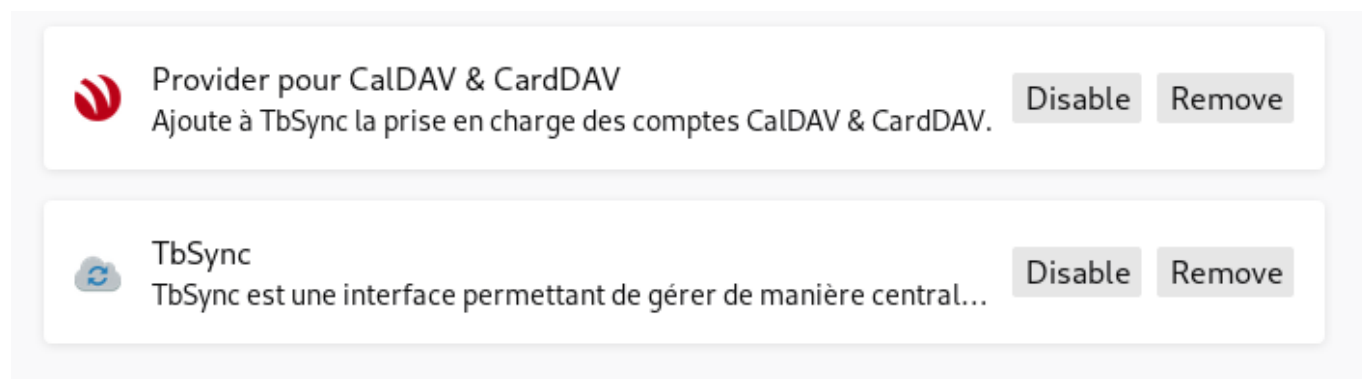 Provider pour CalDAV & CardDAV
Ajoute à TbSync la prise en charge des comptes CalDAV & CardDAV.
Disable Remove
TbSync
TbSync est une interface permettant de gérer de manière central…
Disable Remove